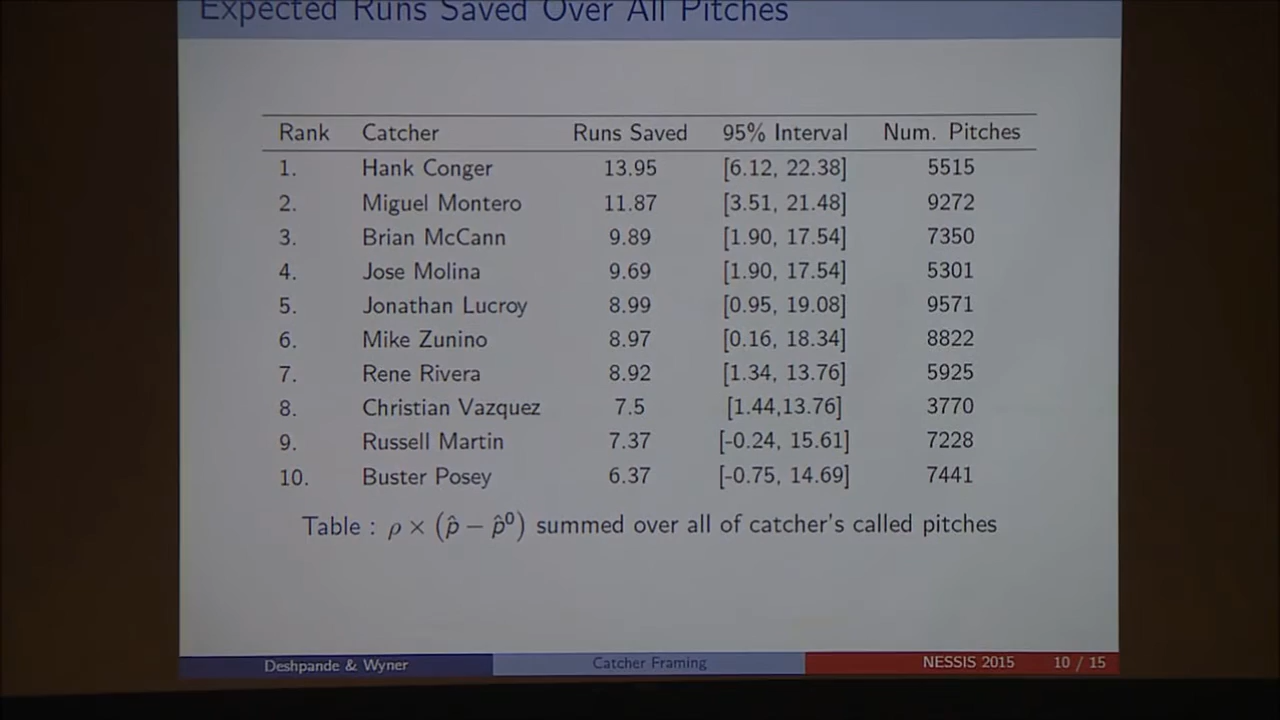 Expected Runs Saved Over All Pitches
Rank Catcher Runs Saved 95% Interval Num. Pitches
1. Hank Conger 13.95 [6.12, 22.38] 5515
2. Miguel Montero 11.87 [3.51, 21.48] 9272
3. Brian McCann 9.89 [1.90, 17.54] 7350
4. Jose Molina 9.69 [1.90, 17.54] 5301
5. Jonathan Lucroy 8.99 [0.95, 19.08] 9571
6. Mike Zunino 8.97 [0.16, 18.34] 8822
7. Rene Rivera 8.92 [1.34, 13.76] 5925
8. Christian Vazquez 7.5 [1.44,13.76] 3770
9. Russell Martin 7.37 [-0.24, 15.61] 7228
10. Buster Posey 6.37 [-0.75, 14.69] 7441
Table : ρ × (p̂ − p̂⁰) summed over all of catcher's called pitches
Deshpande & Wyner Catcher Framing NESSIS 2015 10 / 15